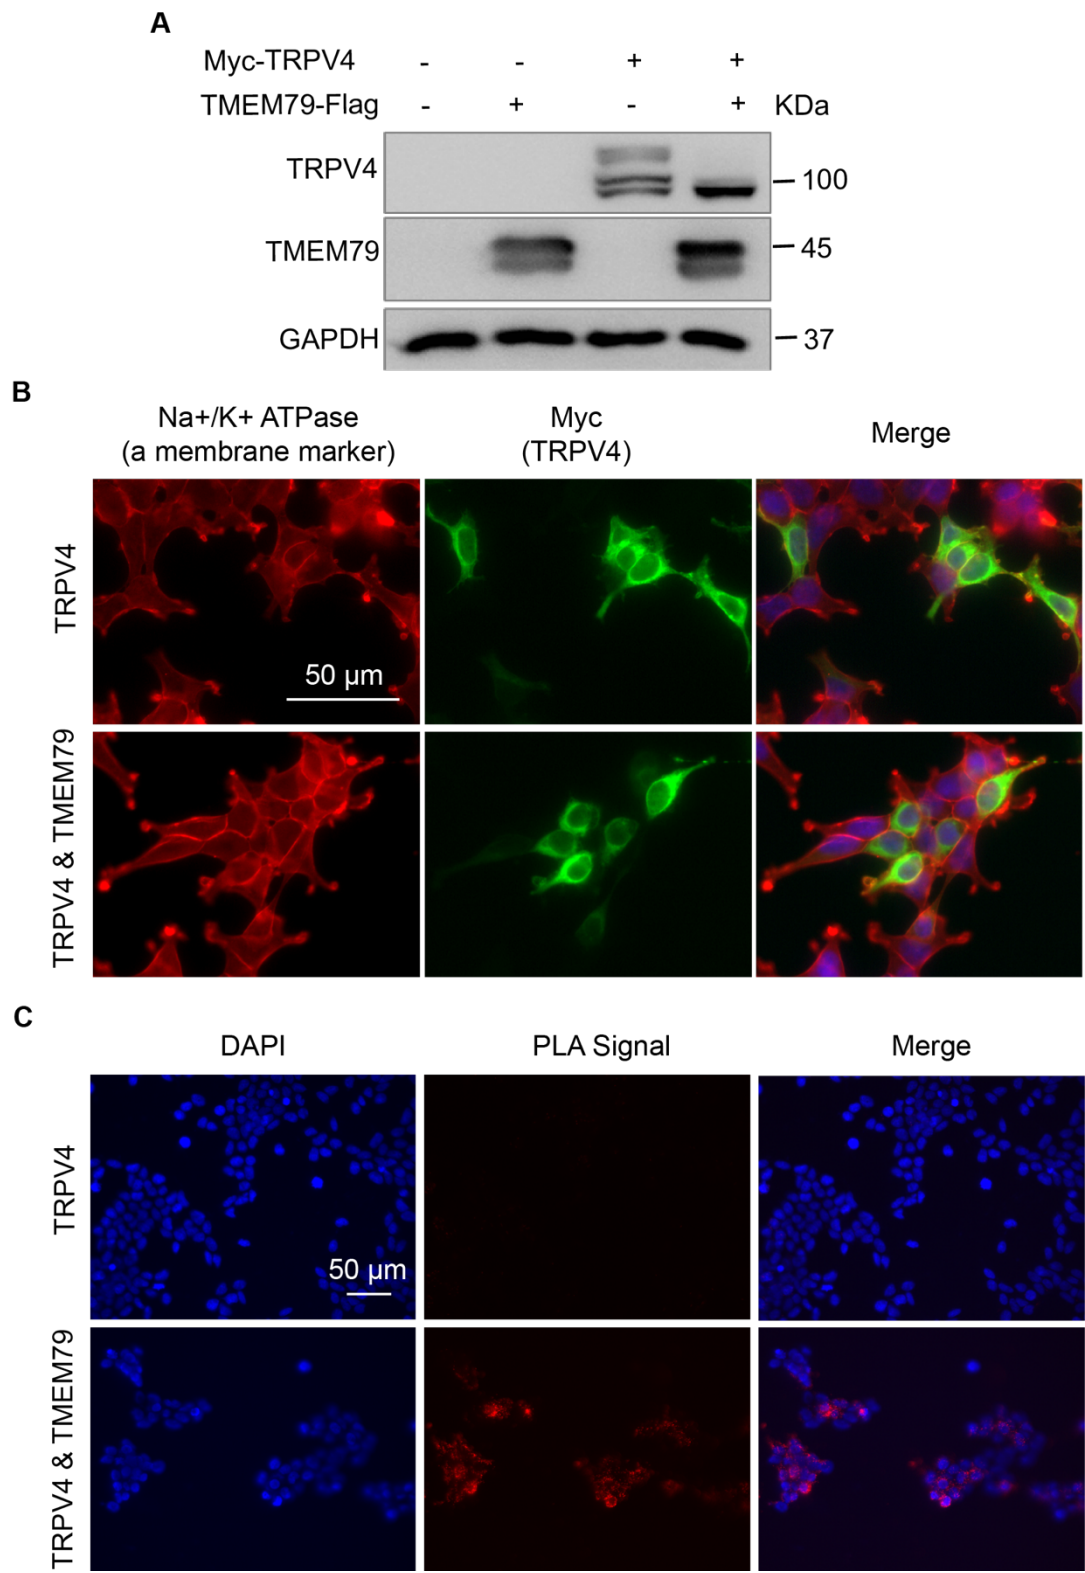 A
Myc-TRPV4 - - + +
TMEM79-Flag - + - + KDa
TRPV4
100
TMEM79
45
GAPDH
37
B
Na+/K+ ATPase
(a membrane marker)
Myc
(TRPV4)
Merge
TRPV4
50 µm
TRPV4 & TMEM79
C
DAPI
PLA Signal
Merge
TRPV4
50 µm
TRPV4 & TMEM79